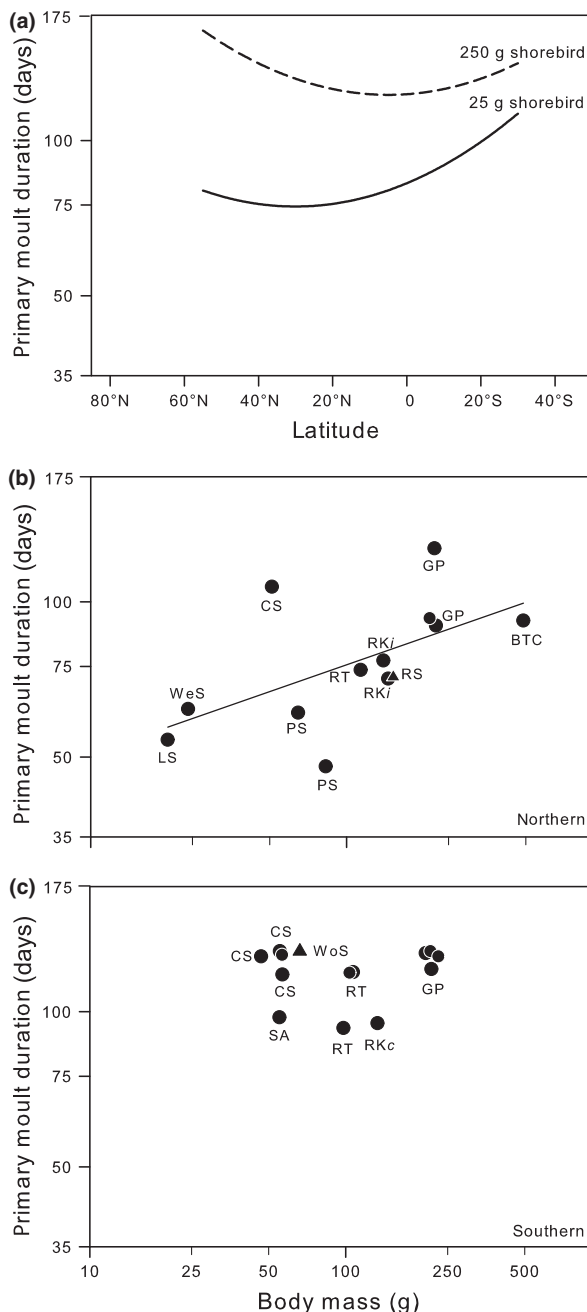 (a)
175
100
75
50
35
Primary moult duration (days)
250 g shorebird
25 g shorebird
80°N 60°N 40°N 20°N 0 20°S 40°S
Latitude
(b)
175
100
75
50
35
Primary moult duration (days)
GP
CS
GP
BTC
RKi
RT
RS
RKi
WeS
PS
LS
PS
Northern
(c)
175
100
75
50
35
Primary moult duration (days)
CS
CS
WoS
CS
RT
GP
SA
RT
RKc
Southern
10 25 50 100 250 500
Body mass (g)